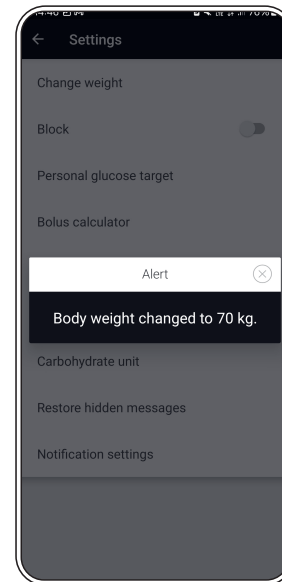 Settings
Change weight
Block
Personal glucose target
Bolus calculator
Alert
Body weight changed to 70 kg.
Carbohydrate unit
Restore hidden messages
Notification settings